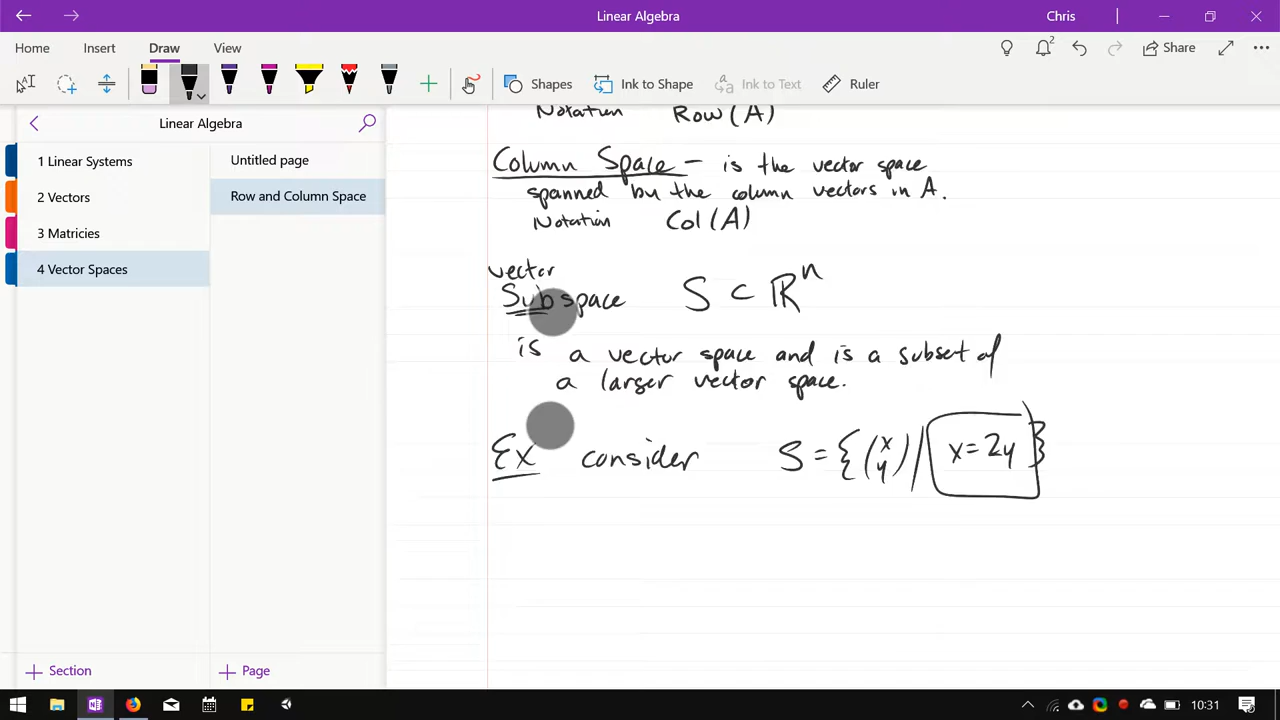 Linear Algebra
Chris
Home Insert Draw View
2
Share
Shapes Ink to Shape Ink to Text Ruler
Linear Algebra
1 Linear Systems
2 Vectors
3 Matricies
4 Vector Spaces
Untitled page
Row and Column Space
Notation Row (A)
Column Space - is the vector space
spanned by the column vectors in A.
Notation Col (A)
vector
Subspace S ⊂ ℝⁿ
is a vector space and is a subset of
a larger vector space.
Ex consider S = { (x y) | x = 2y }
+ Section
+ Page
10:31